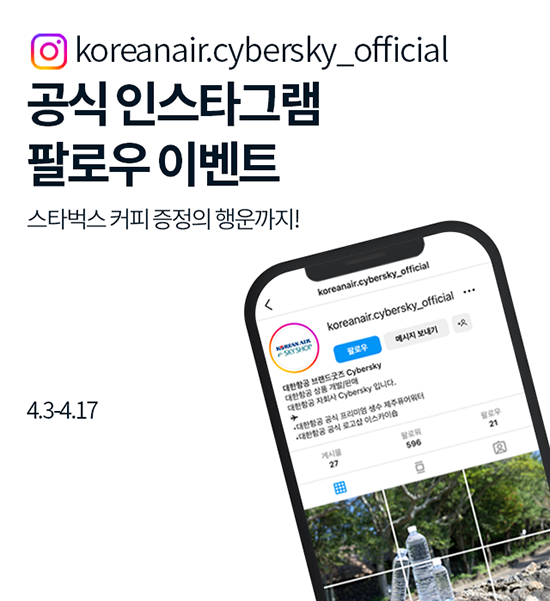 koreanair.cybersky_official
공식 인스타그램
팔로우 이벤트
스타벅스 커피 증정의 행운까지!
4.3-4.17
koreanair.cybersky_official
koreanair.cybersky_official
KOREAN AIR
e-SKYSHOP
팔로우
메시지 보내기
대한항공 브랜드굿즈 Cybersky
대한항공 상품 개발/판매
대한항공 자회사 Cybersky 입니다.
✈
•대한항공 공식 프리미엄 생수 제주퓨어워터
•대한항공 공식 로고샵 이스카이숍
게시물 팔로워 팔로우
27 596 21